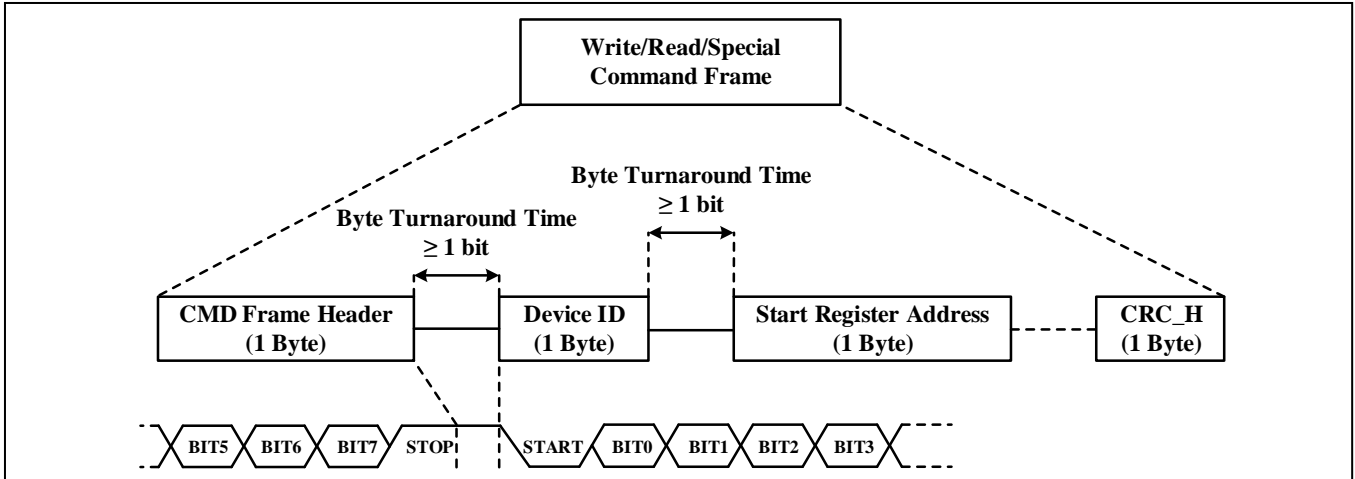 Write/Read/Special
Command Frame
Byte Turnaround Time
≥ 1 bit
Byte Turnaround Time
≥ 1 bit
CMD Frame Header
(1 Byte)
Device ID
(1 Byte)
Start Register Address
(1 Byte)
CRC_H
(1 Byte)
BIT5 BIT6 BIT7 STOP START BIT0 BIT1 BIT2 BIT3